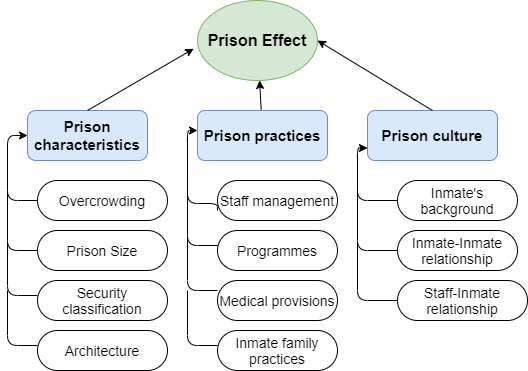 Prison Effect
Prison
characteristics
Overcrowding
Prison Size
Security
classification
Architecture
Prison practices
Staff management
Programmes
Medical provisions
Inmate family
practices
Prison culture
Inmate's
background
Inmate-Inmate
relationship
Staff-Inmate
relationship